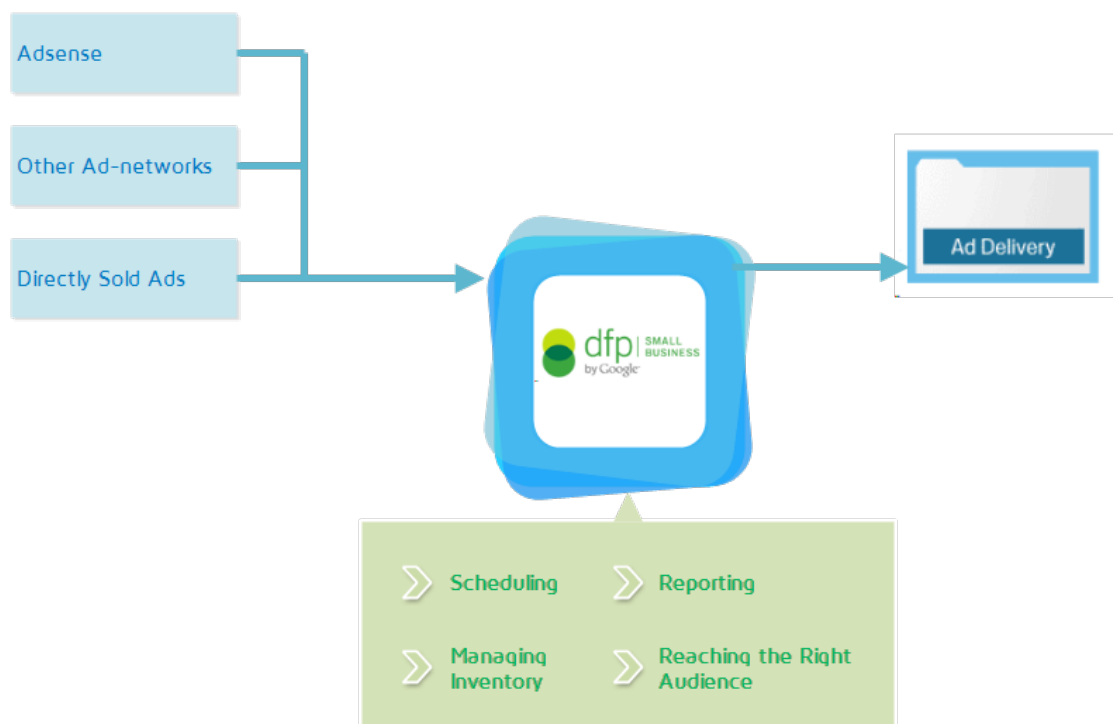 Adsense
Other Ad-networks
Directly Sold Ads
dfp SMALL
BUSINESS
by Google
Ad Delivery
Scheduling
Reporting
Managing
Inventory
Reaching the Right
Audience